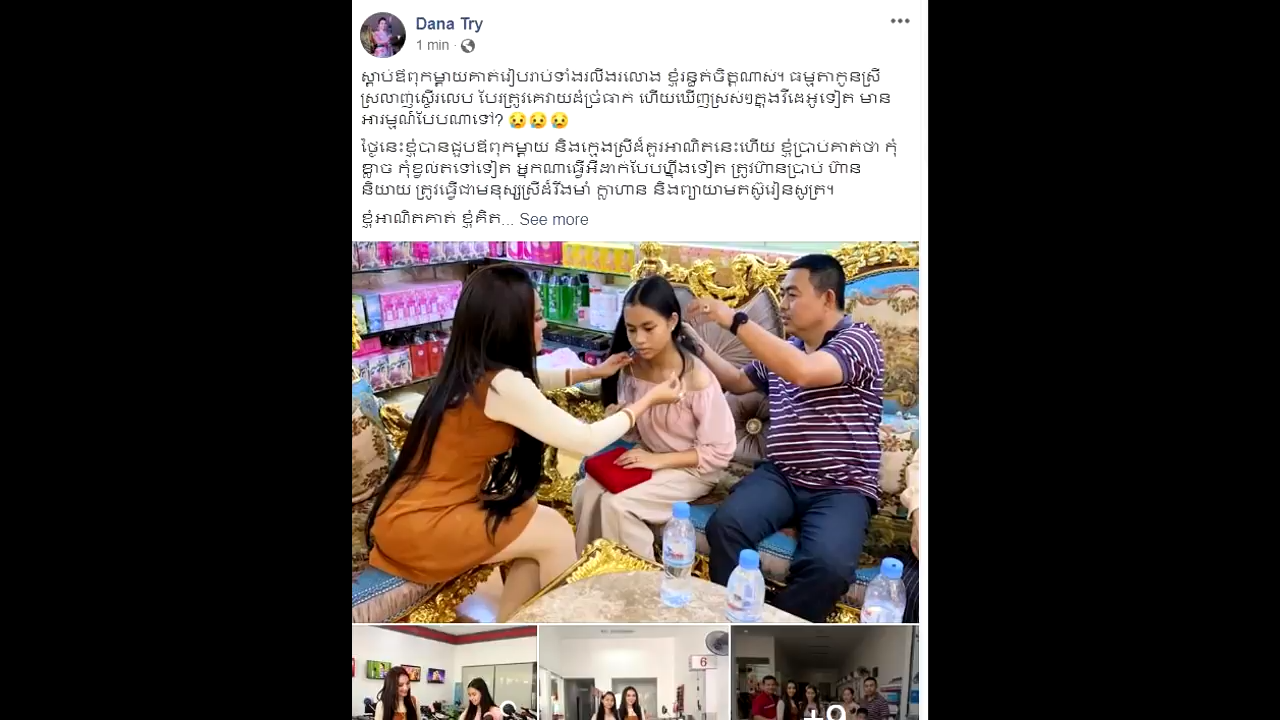 Dana Try
1 min ·
ស្តាប់ឪពុកម្តាយគាត់រៀបរាប់ទាំងរលីងរលោង ខ្ញុំរន្ធត់ចិត្តណាស់។ ធម្មតាកូនស្រី
ស្រលាញ់ស្ទើរលេប បែរត្រូវគេវាយដំច្រំធាក់ ហើយឃើញស្រស់ៗក្នុងវីដេអូទៀត មាន
អារម្មណ៍បែបណាទៅ? 😥😥😥
ថ្ងៃនេះខ្ញុំបានជួបឪពុកម្តាយ និងក្មេងស្រីដ៏គួរអាណិតនេះហើយ ខ្ញុំប្រាប់គាត់ថា កុំ
ខ្លាច កុំខ្វល់តទៅទៀត អ្នកណាធ្វើអីដាក់បែបហ្នឹងទៀត ត្រូវហ៊ានប្រាប់ ហ៊ាន
និយាយ ត្រូវធ្វើជាមនុស្សស្រីដ៏រឹងមាំ ក្លាហាន និងព្យាយាមតស៊ូរៀនសូត្រ។
ខ្ញុំអាណិតគាត់ ខ្ញុំគិត... See more
6
+9